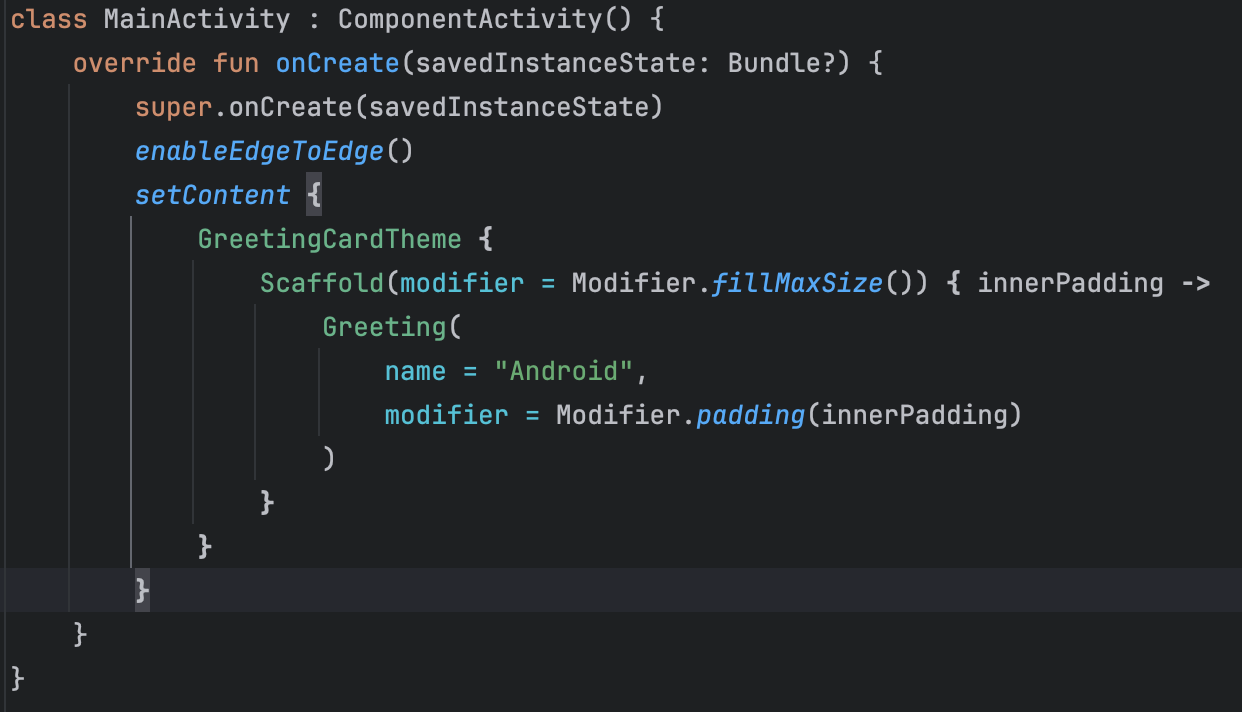 class MainActivity : ComponentActivity() {
    override fun onCreate(savedInstanceState: Bundle?) {
        super.onCreate(savedInstanceState)
        enableEdgeToEdge()
        setContent {
            GreetingCardTheme {
                Scaffold(modifier = Modifier.fillMaxSize()) { innerPadding ->
                    Greeting(
                        name = "Android",
                        modifier = Modifier.padding(innerPadding)
                    )
                }
            }
        }
    }
}